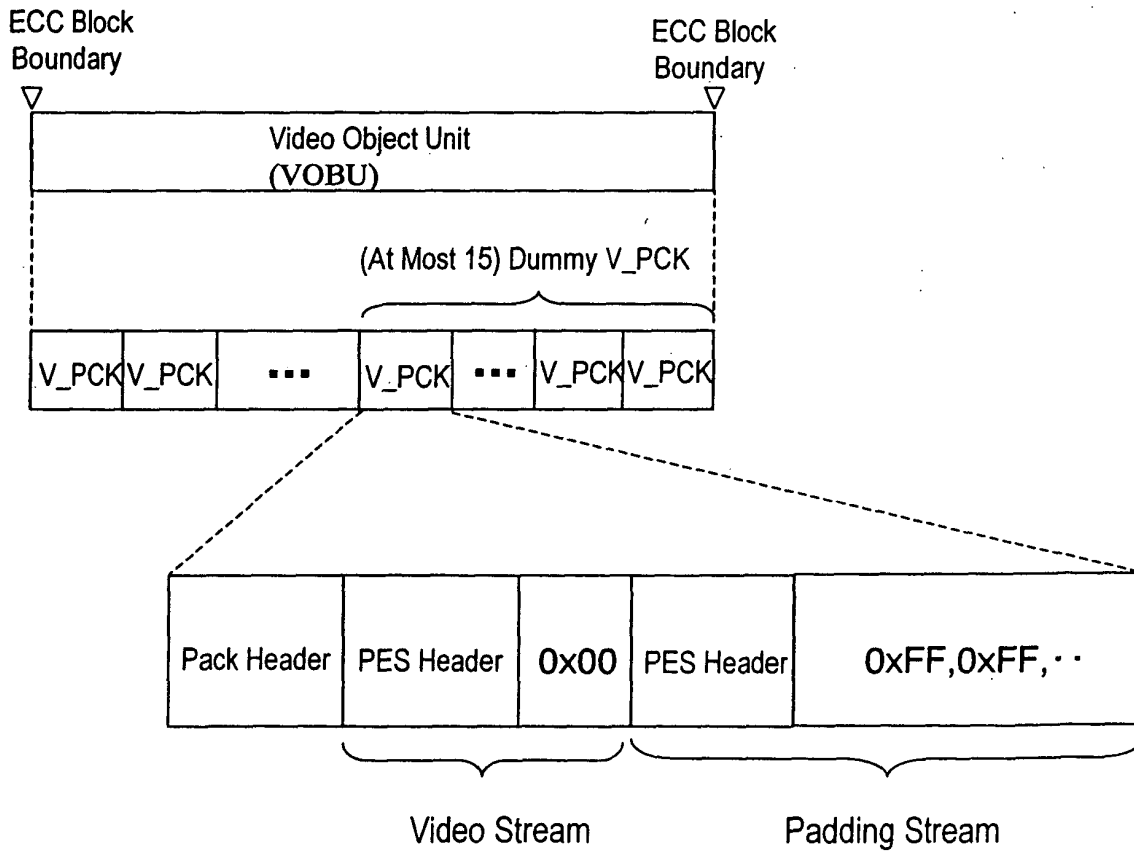 ECC Block
Boundary
ECC Block
Boundary
Video Object Unit
(VOBU)
(At Most 15) Dummy V_PCK
V_PCK V_PCK ▪▪▪ V_PCK ▪▪▪ V_PCK V_PCK
Pack Header PES Header 0x00 PES Header 0xFF,0xFF,··
Video Stream Padding Stream